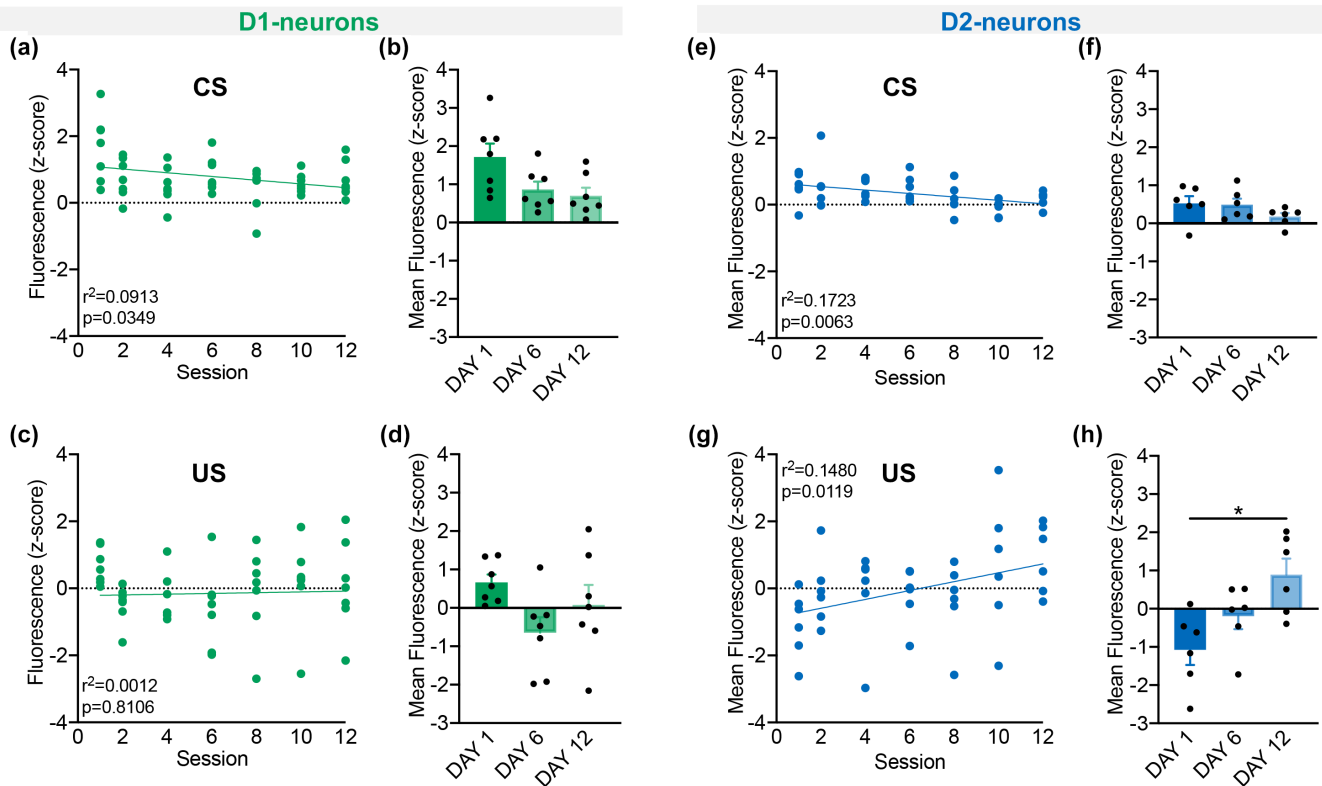 D1-neurons
D2-neurons
(a)
CS
Fluorescence (z-score)
4
2
0
-2
-4
r²=0.0913
p=0.0349
0 2 4 6 8 10 12
Session
(b)
Mean Fluorescence (z-score)
4
3
2
1
0
-1
-2
-3
DAY 1
DAY 6
DAY 12
(e)
CS
Mean Fluorescence (z-score)
4
2
0
-2
-4
r²=0.1723
p=0.0063
0 2 4 6 8 10 12
Session
(f)
Mean Fluorescence (z-score)
4
3
2
1
0
-1
-2
-3
DAY 1
DAY 6
DAY 12
(c)
US
Fluorescence (z-score)
4
2
0
-2
-4
r²=0.0012
p=0.8106
0 2 4 6 8 10 12
Session
(d)
Mean Fluorescence (z-score)
4
3
2
1
0
-1
-2
-3
DAY 1
DAY 6
DAY 12
(g)
US
Mean Fluorescence (z-score)
4
2
0
-2
-4
r²=0.1480
p=0.0119
0 2 4 6 8 10 12
Session
(h)
Mean Fluorescence (z-score)
4
3
2
1
0
-1
-2
-3
*
DAY 1
DAY 6
DAY 12